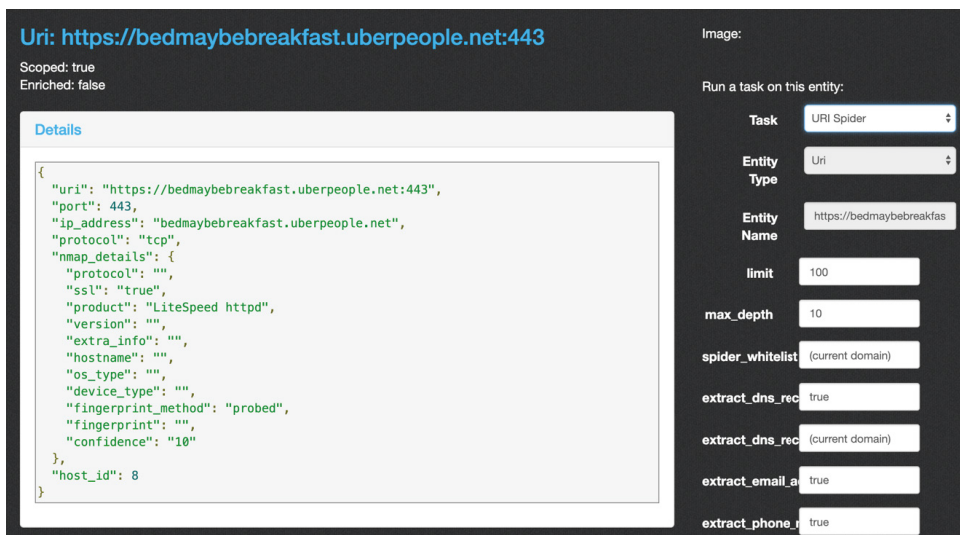 Uri: https://bedmaybebreakfast.uberpeople.net:443
Scoped: true
Enriched: false
Details
{
"uri": "https://bedmaybebreakfast.uberpeople.net:443",
"port": 443,
"ip_address": "bedmaybebreakfast.uberpeople.net",
"protocol": "tcp",
"nmap_details": {
"protocol": "",
"ssl": "true",
"product": "LiteSpeed httpd",
"version": "",
"extra_info": "",
"hostname": "",
"os_type": "",
"device_type": "",
"fingerprint_method": "probed",
"fingerprint": "",
"confidence": "10"
},
"host_id": 8
}
Image:
Run a task on this entity:
Task URI Spider
Entity Type Uri
Entity Name https://bedmaybebreakfas
limit 100
max_depth 10
spider_whitelist (current domain)
extract_dns_rec true
extract_dns_rec (current domain)
extract_email_a true
extract_phone_r true